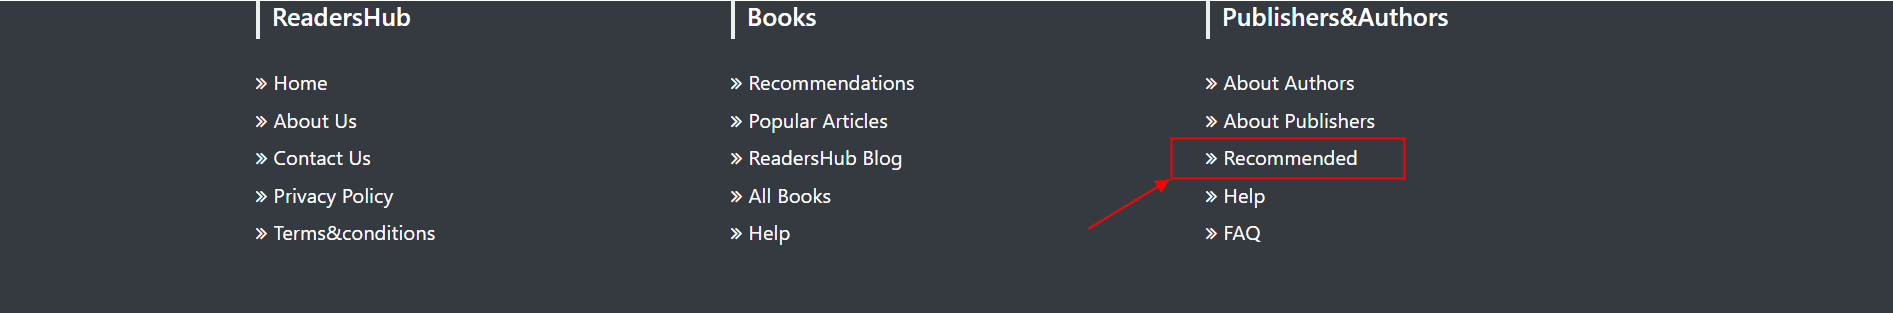 ReadersHub
» Home
» About Us
» Contact Us
» Privacy Policy
» Terms&conditions
Books
» Recommendations
» Popular Articles
» ReadersHub Blog
» All Books
» Help
Publishers&Authors
» About Authors
» About Publishers
» Recommended
» Help
» FAQ